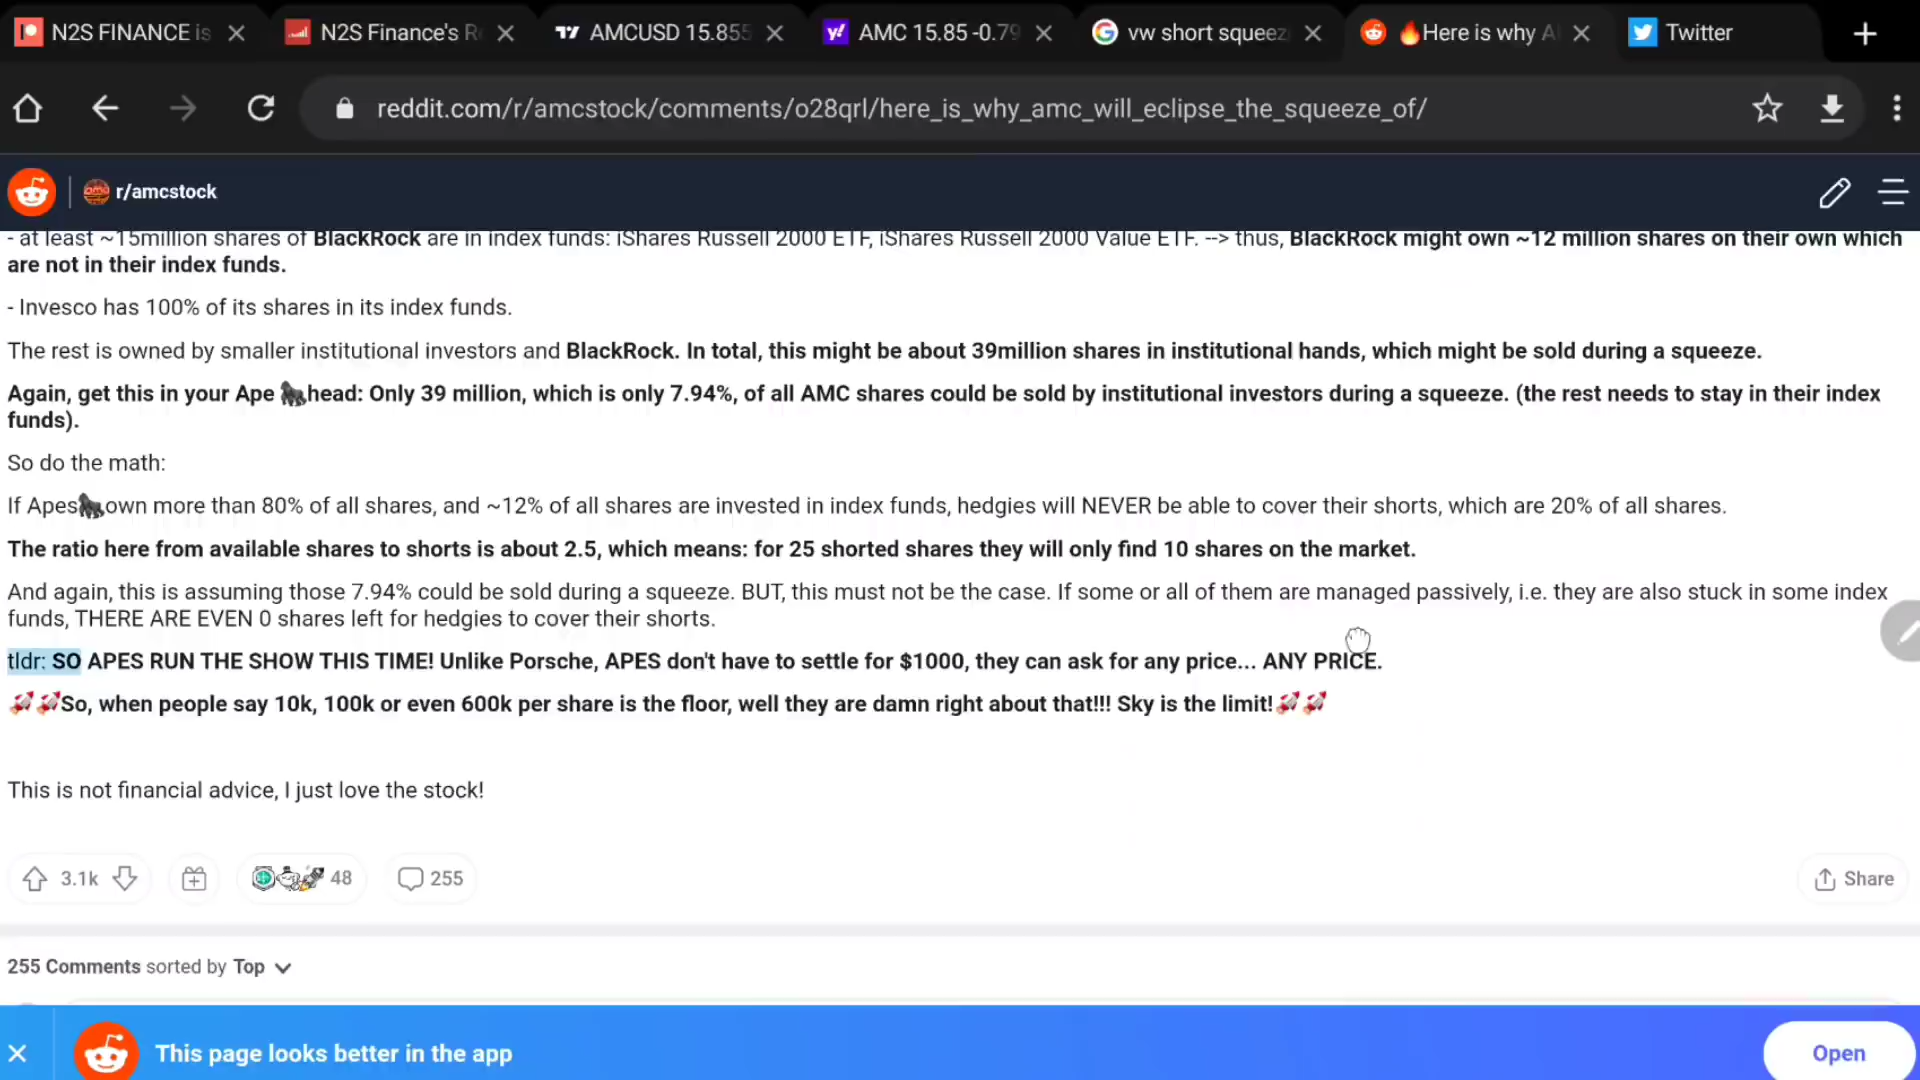 N2S FINANCE is
N2S Finance's R
AMCUSD 15.855
AMC 15.85 -0.79
vw short squeez
🔥Here is why A
Twitter
reddit.com/r/amcstock/comments/o28qrl/here_is_why_amc_will_eclipse_the_squeeze_of/
r/amcstock
- at least ~15million shares of BlackRock are in index funds: iShares Russell 2000 ETF, iShares Russell 2000 Value ETF. --> thus, BlackRock might own ~12 million shares on their own which
are not in their index funds.
- Invesco has 100% of its shares in its index funds.
The rest is owned by smaller institutional investors and BlackRock. In total, this might be about 39million shares in institutional hands, which might be sold during a squeeze.
Again, get this in your Ape 🦍head: Only 39 million, which is only 7.94%, of all AMC shares could be sold by institutional investors during a squeeze. (the rest needs to stay in their index
funds).
So do the math:
If Apes🦍own more than 80% of all shares, and ~12% of all shares are invested in index funds, hedgies will NEVER be able to cover their shorts, which are 20% of all shares.
The ratio here from available shares to shorts is about 2.5, which means: for 25 shorted shares they will only find 10 shares on the market.
And again, this is assuming those 7.94% could be sold during a squeeze. BUT, this must not be the case. If some or all of them are managed passively, i.e. they are also stuck in some index
funds, THERE ARE EVEN 0 shares left for hedgies to cover their shorts.
tldr: SO APES RUN THE SHOW THIS TIME! Unlike Porsche, APES don't have to settle for $1000, they can ask for any price... ANY PRICE.
🚀🚀So, when people say 10k, 100k or even 600k per share is the floor, well they are damn right about that!!! Sky is the limit!🚀🚀
This is not financial advice, I just love the stock!
3.1k
48
255
Share
255 Comments sorted by Top
This page looks better in the app
Open